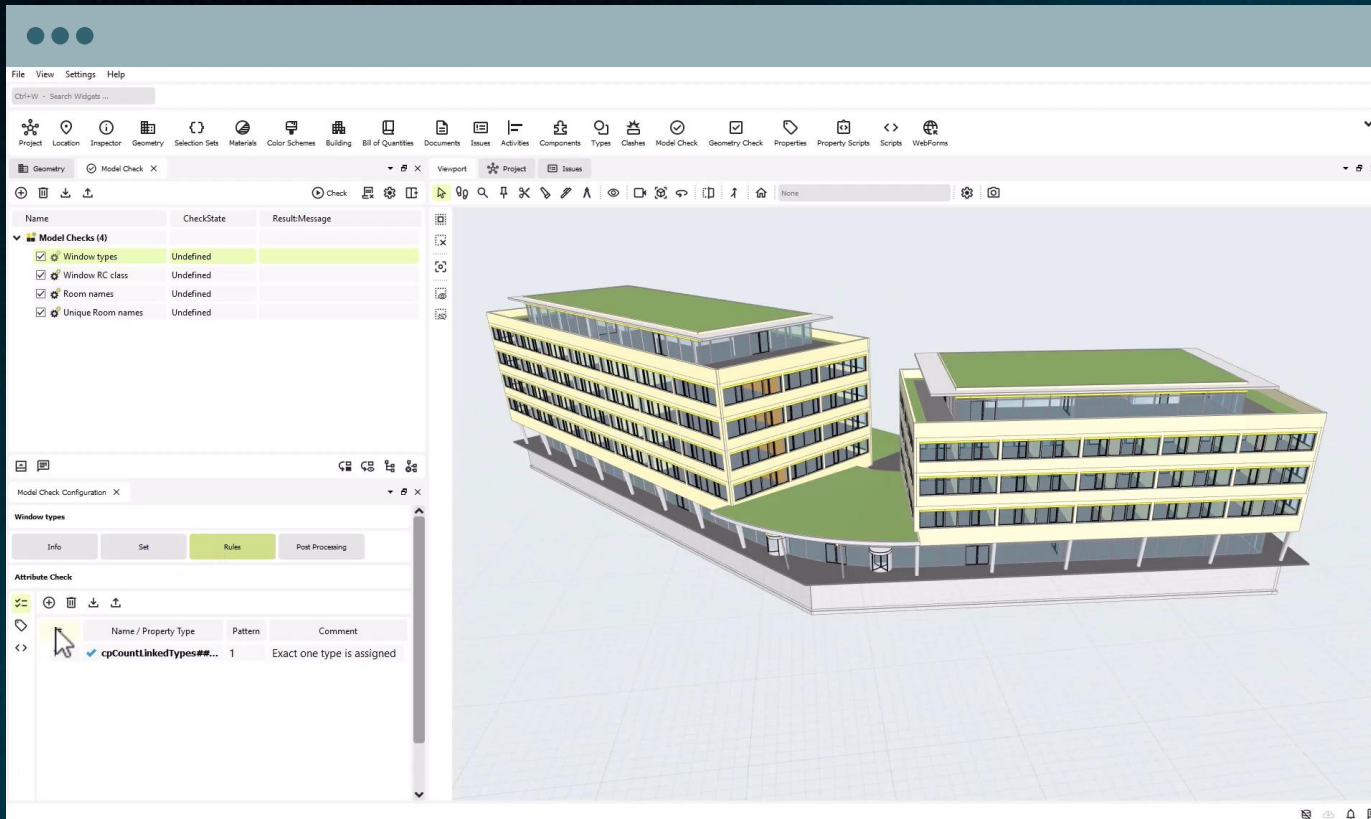 File View Settings Help
Ctrl+W - Search Widgets ...
Project Location Inspector Geometry Selection Sets Materials Color Schemes Building Bill of Quantities Documents Issues Activities Components Types Clashes Model Check Geometry Check Properties Property Scripts Scripts WebForms
Geometry Model Check Viewport Project Issues
Check None
Name CheckState Result:Message
Model Checks (4)
Window types Undefined
Window RC class Undefined
Room names Undefined
Unique Room names Undefined
Model Check Configuration
Window types
Info Set Rules Post Processing
Attribute Check
Name / Property Type Pattern Comment
cpCountLinkedTypes##... 1 Exact one type is assigned